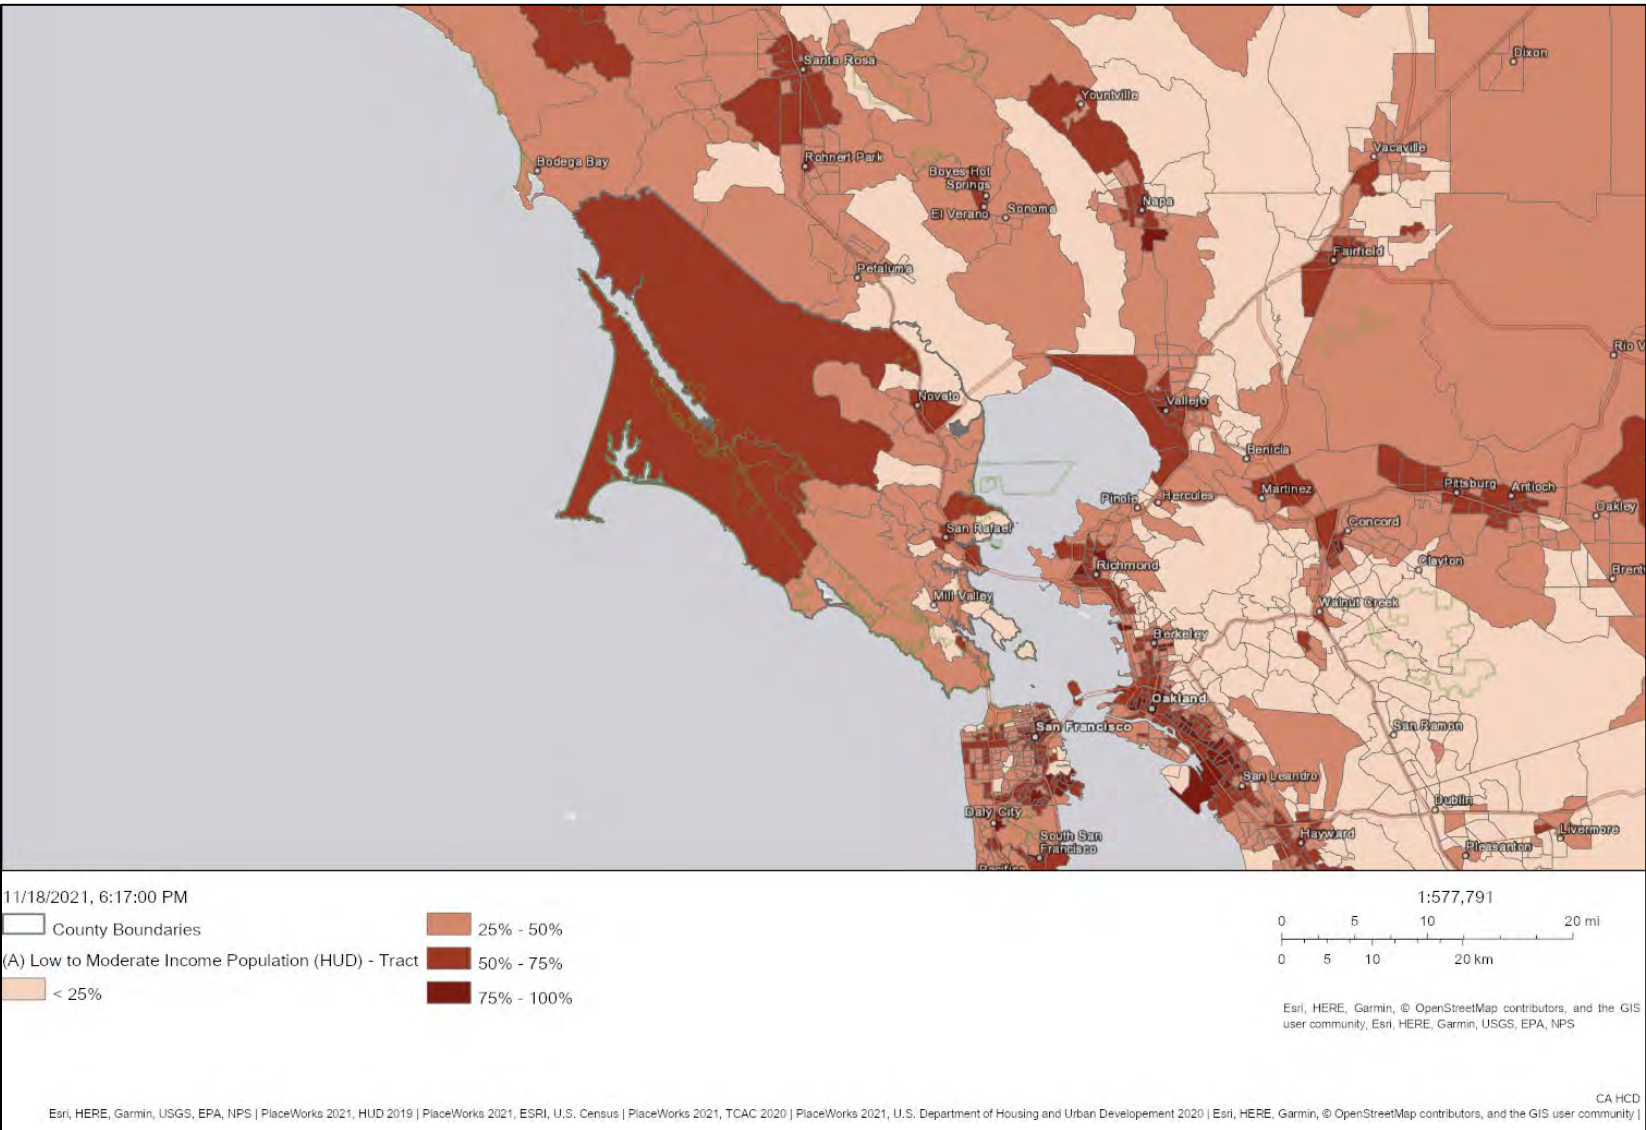 Dixon
Santa Rosa
Yountville
Vacaville
Bodega Bay
Rohnert Park
Boyes Hot
Springs
El Verano
Sonoma
Napa
Fairfield
Petaluma
Rio V
Novato
Vallejo
Benicia
Pinole
Hercules
Martinez
Pittsburg
Antioch
Oakley
San Rafael
Concord
Clayton
Brent
Richmond
Mill Valley
Walnut Creek
Berkeley
Oakland
San Francisco
San Ramon
San Leandro
Daly City
Dublin
South San
Francisco
Hayward
Livermore
Pleasanton
Pacifica
11/18/2021, 6:17:00 PM
County Boundaries
(A) Low to Moderate Income Population (HUD) - Tract
< 25%
25% - 50%
50% - 75%
75% - 100%
1:577,791
0 5 10 20 mi
0 5 10 20 km
Esri, HERE, Garmin, © OpenStreetMap contributors, and the GIS
user community, Esri, HERE, Garmin, USGS, EPA, NPS
CA HCD
Esri, HERE, Garmin, USGS, EPA, NPS | PlaceWorks 2021, HUD 2019 | PlaceWorks 2021, ESRI, U.S. Census | PlaceWorks 2021, TCAC 2020 | PlaceWorks 2021, U.S. Department of Housing and Urban Developement 2020 | Esri, HERE, Garmin, © OpenStreetMap contributors, and the GIS user community |